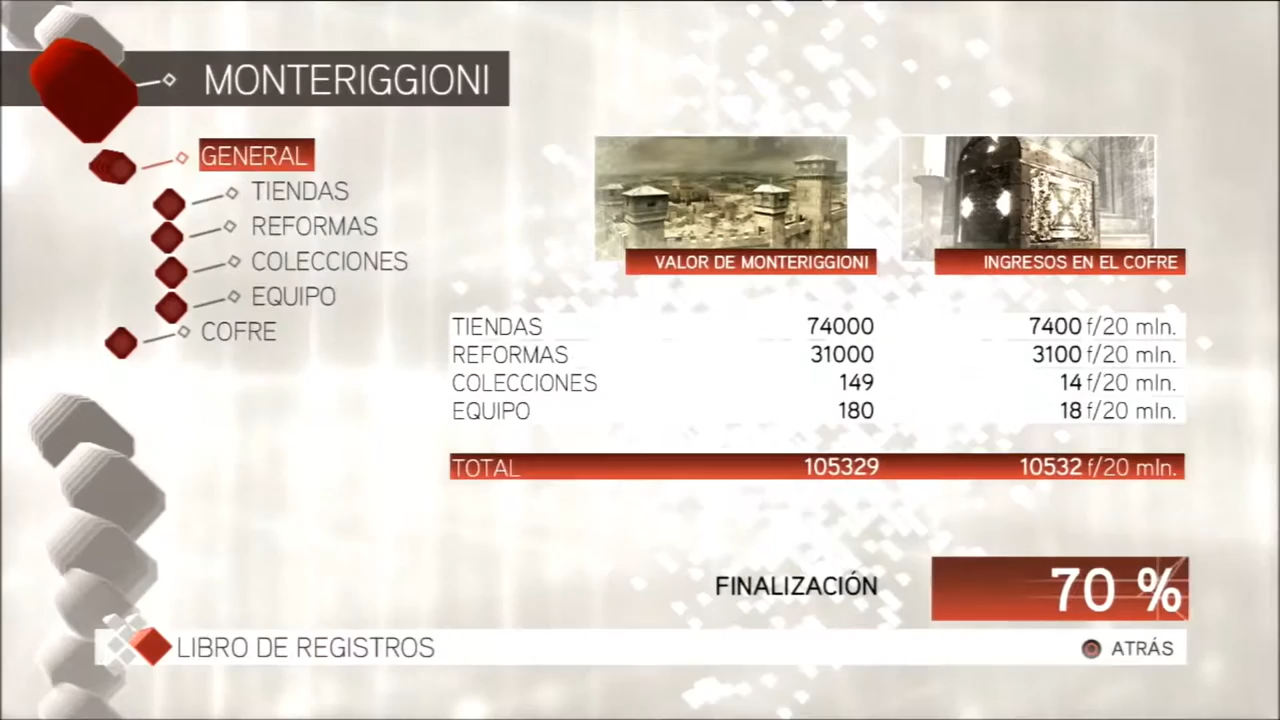 MONTERIGGIONI
GENERAL
TIENDAS
REFORMAS
COLECCIONES
EQUIPO
COFRE
VALOR DE MONTERIGGIONI
INGRESOS EN EL COFRE
TIENDAS 74000 7400 f/20 mln.
REFORMAS 31000 3100 f/20 mln.
COLECCIONES 149 14 f/20 mln.
EQUIPO 180 18 f/20 mln.
TOTAL 105329 10532 f/20 mln.
FINALIZACIÓN 70 %
LIBRO DE REGISTROS
ATRÁS